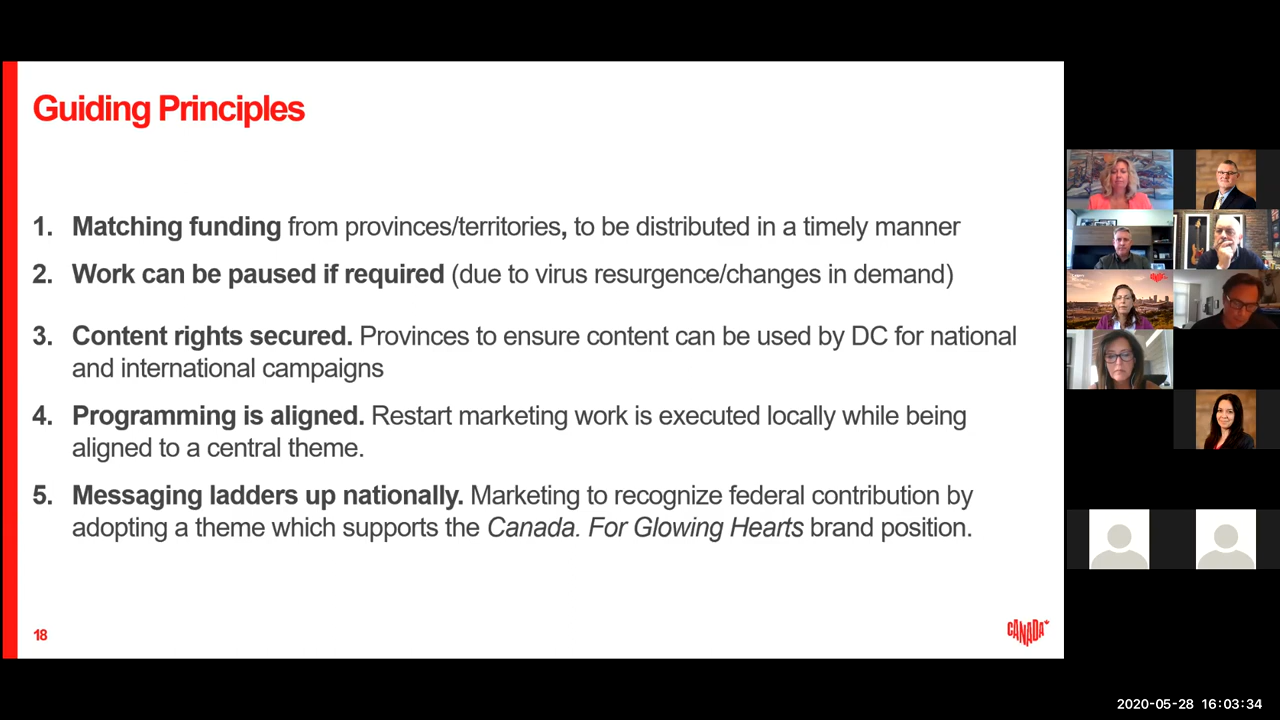 Guiding Principles
1. Matching funding from provinces/territories, to be distributed in a timely manner
2. Work can be paused if required (due to virus resurgence/changes in demand)
3. Content rights secured. Provinces to ensure content can be used by DC for national
and international campaigns
4. Programming is aligned. Restart marketing work is executed locally while being
aligned to a central theme.
5. Messaging ladders up nationally. Marketing to recognize federal contribution by
adopting a theme which supports the Canada. For Glowing Hearts brand position.
18
CANADA
2020-05-28 16:03:34